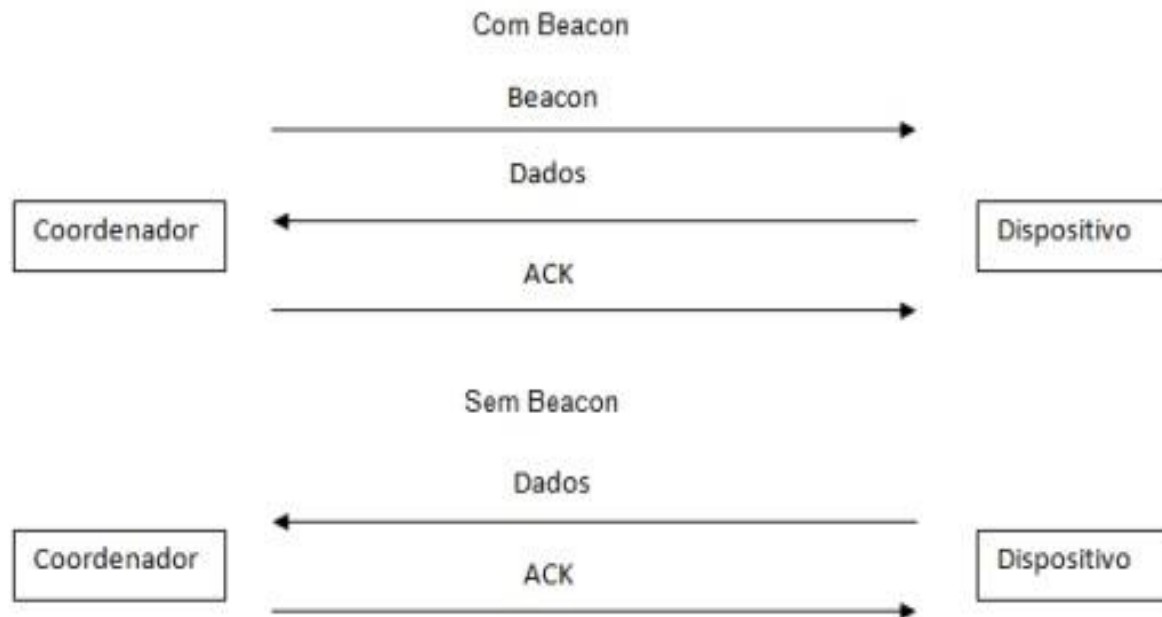 Com Beacon
Beacon
Dados
Coordenador
Dispositivo
ACK
Sem Beacon
Dados
Coordenador
Dispositivo
ACK